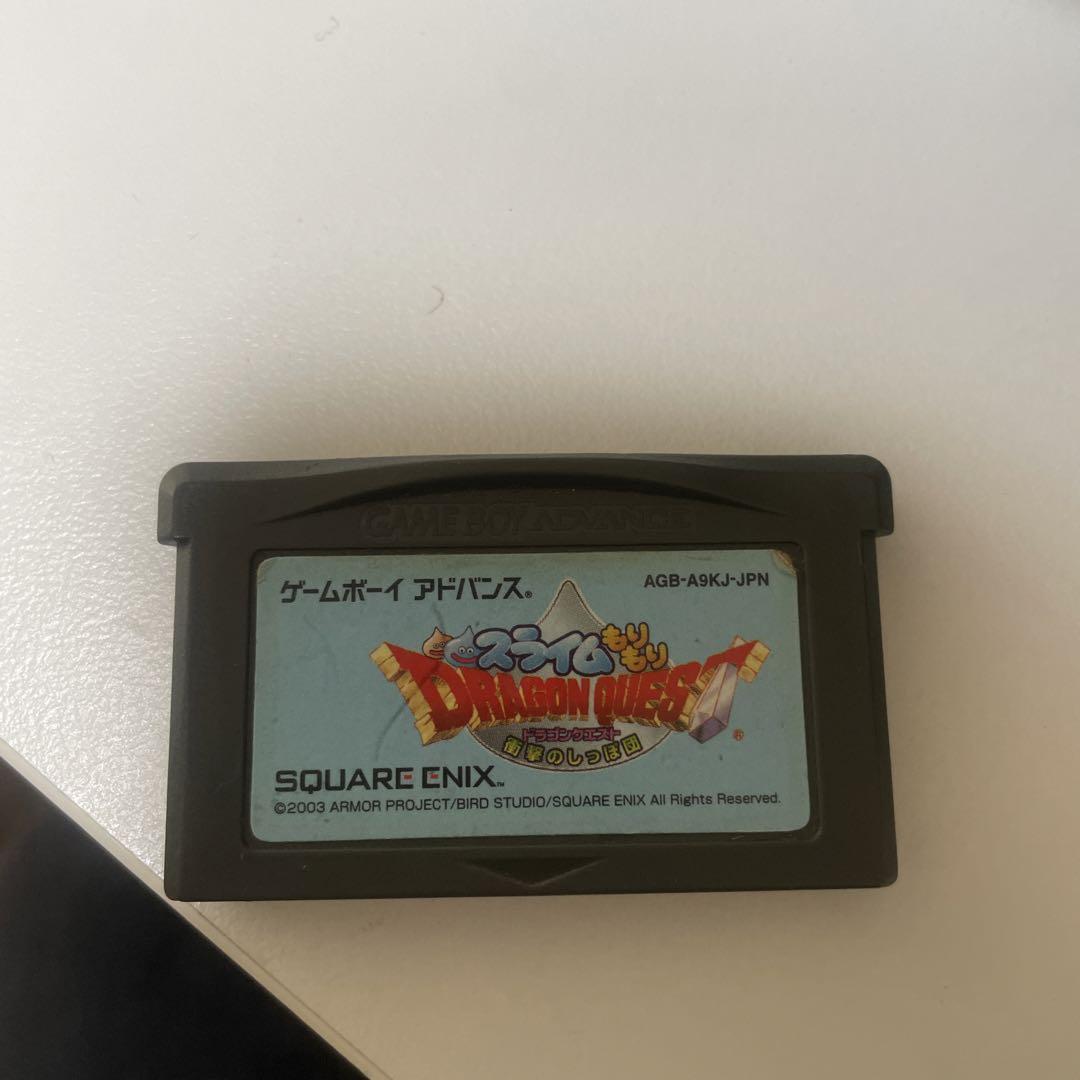 GAME BOY ADVANCE
ゲームボーイ アドバンス®
AGB-A9KJ-JPN
スライムもりもり
DRAGON QUEST
®
ドラゴンクエスト
衝撃のしっぽ団
SQUARE ENIX™
©2003 ARMOR PROJECT/BIRD STUDIO/SQUARE ENIX All Rights Reserved.